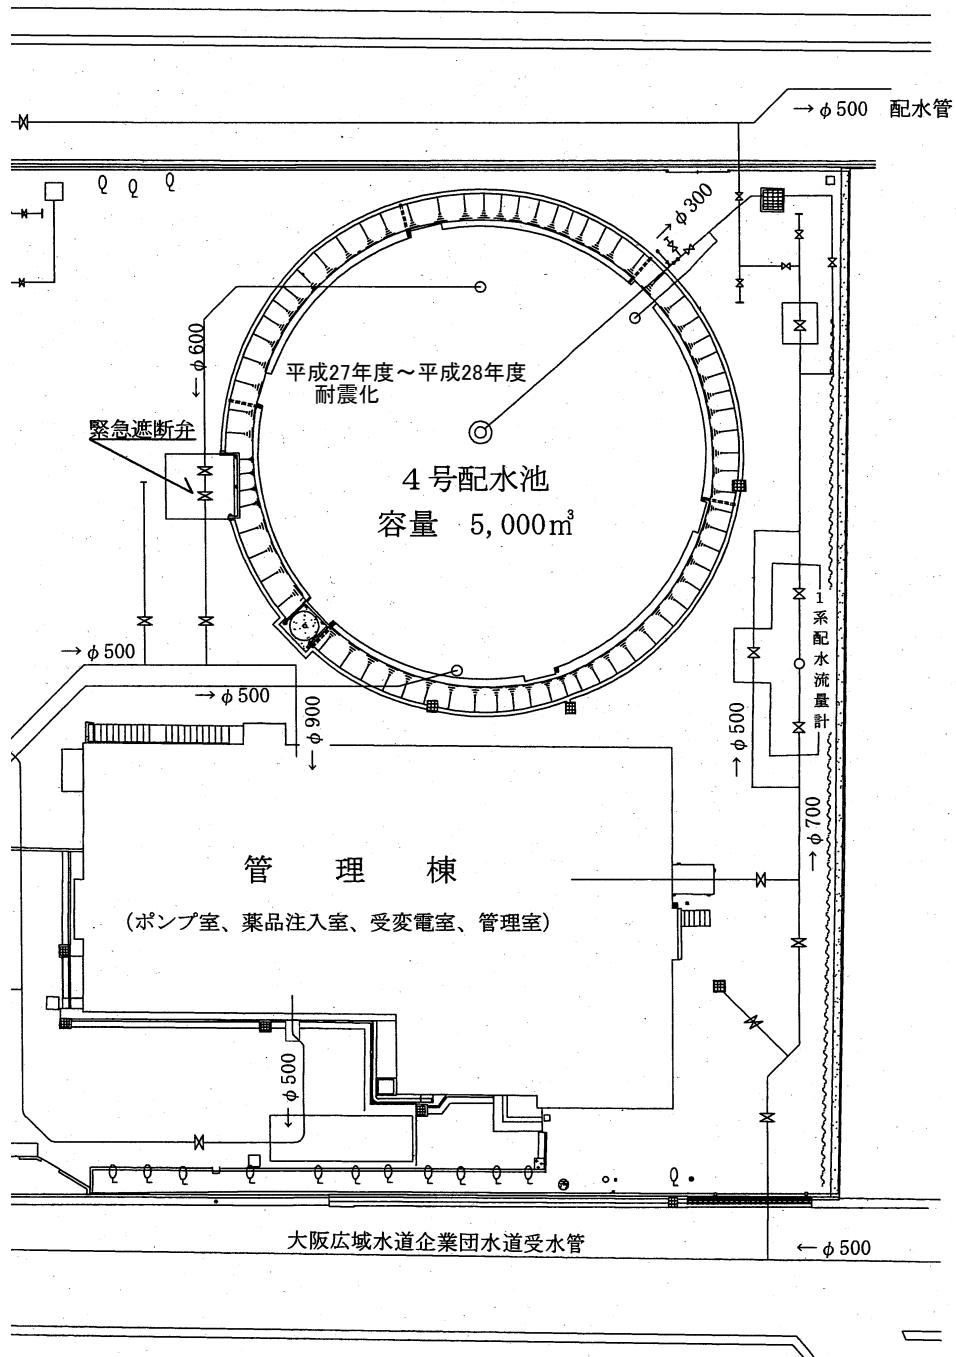 →φ500 配水管
→φ300
→φ600
平成27年度～平成28年度
耐震化
緊急遮断弁
４号配水池
容量 5,000㎥
→φ500
→φ500
→φ900
1系配水流量計
→φ500
→φ700
管理棟
(ポンプ室、薬品注入室、受変電室、管理室)
→φ500
大阪広域水道企業団水道受水管
←φ500